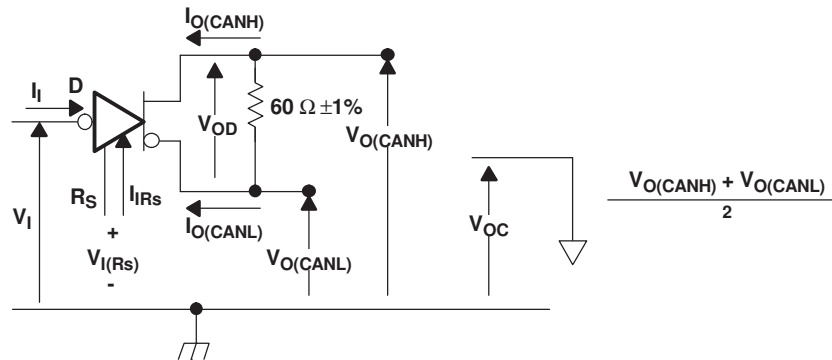 I_O(CANH)
I_I
D
V_OD
60 Ω ±1%
V_O(CANH)
R_S
I_IRs
V_I
+
V_I(Rs)
-
I_O(CANL)
V_O(CANL)
V_OC
V_O(CANH) + V_O(CANL)
2